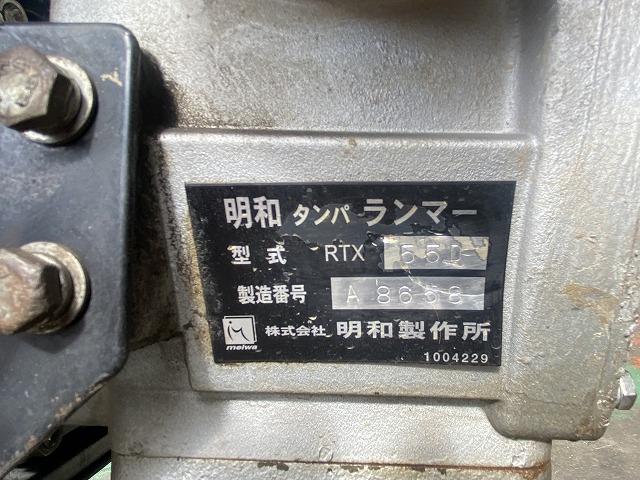 明和 タンパ ランマー
型式 RTX 55D
製造番号 A8658
meiwa 株式会社 明和製作所
1004229